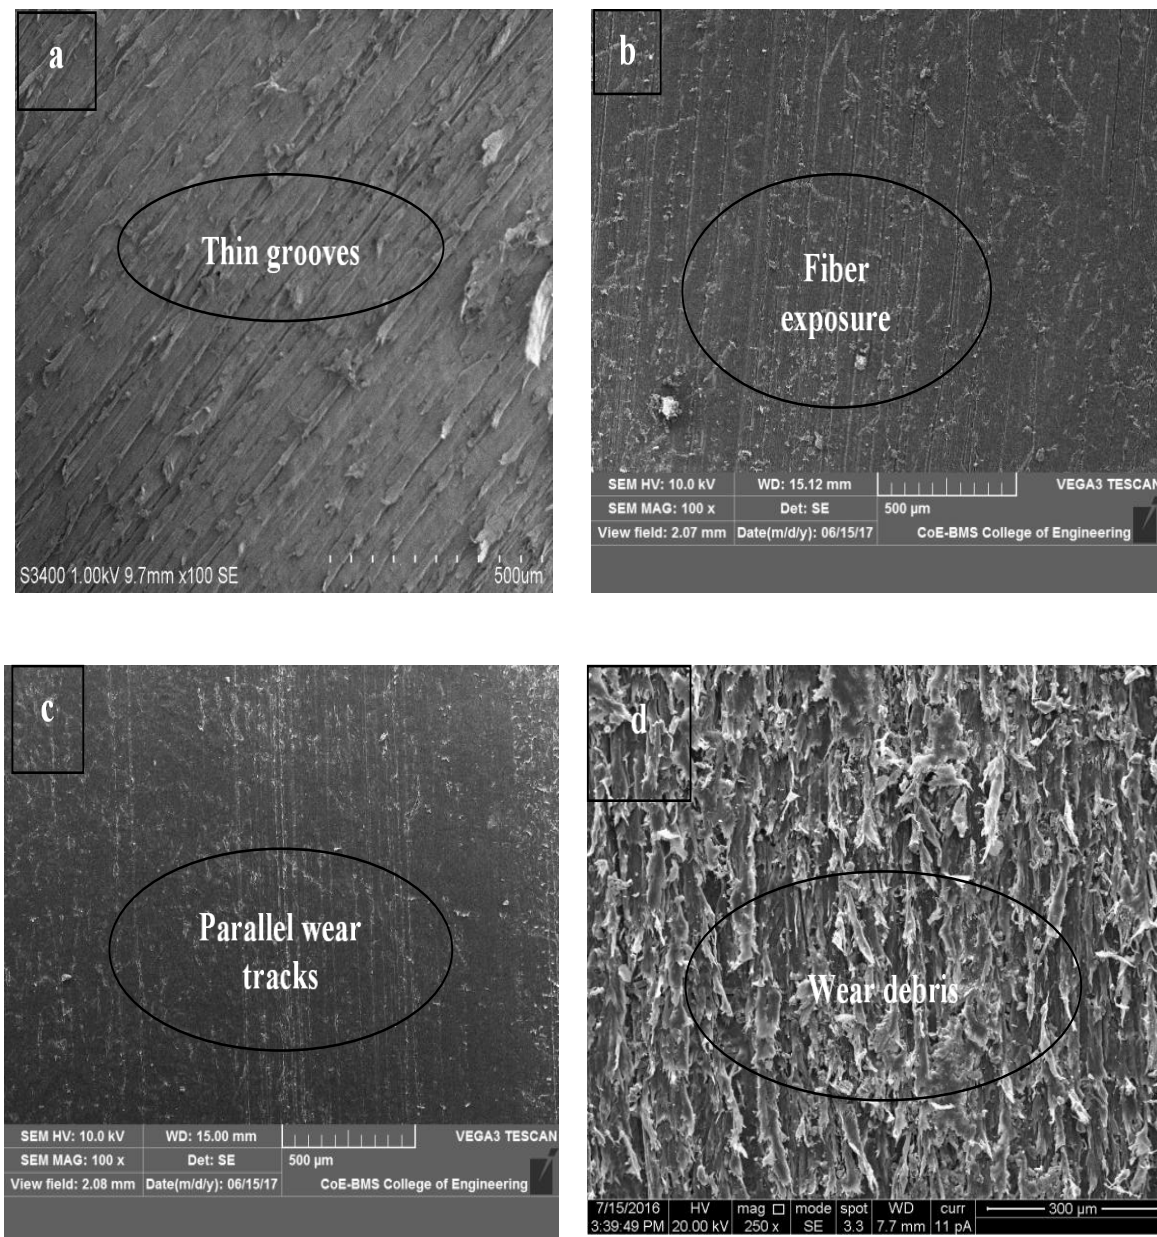 a
Thin grooves
S3400 1.00kV 9.7mm x100 SE 500um
b
Fiber
exposure
SEM HV: 10.0 kV WD: 15.12 mm VEGA3 TESCAN
SEM MAG: 100 x Det: SE 500 µm
View field: 2.07 mm Date(m/d/y): 06/15/17 CoE-BMS College of Engineering
c
Parallel wear
tracks
SEM HV: 10.0 kV WD: 15.00 mm VEGA3 TESCAN
SEM MAG: 100 x Det: SE 500 µm
View field: 2.08 mm Date(m/d/y): 06/15/17 CoE-BMS College of Engineering
d
Wear debris
7/15/2016 HV mag mode spot WD curr 300 µm
3:39:49 PM 20.00 kV 250 x SE 3.3 7.7 mm 11 pA